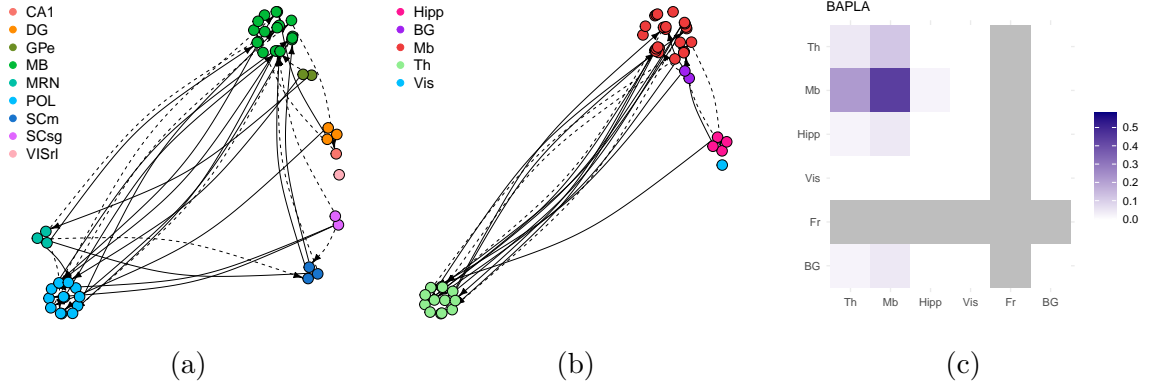 CA1
DG
GPe
MB
MRN
POL
SCm
SCsg
VISrl
(a)
Hipp
BG
Mb
Th
Vis
(b)
BAPLA
Th
Mb
Hipp
Vis
Fr
BG
Th Mb Hipp Vis Fr BG
0.5
0.4
0.3
0.2
0.1
0.0
(c)